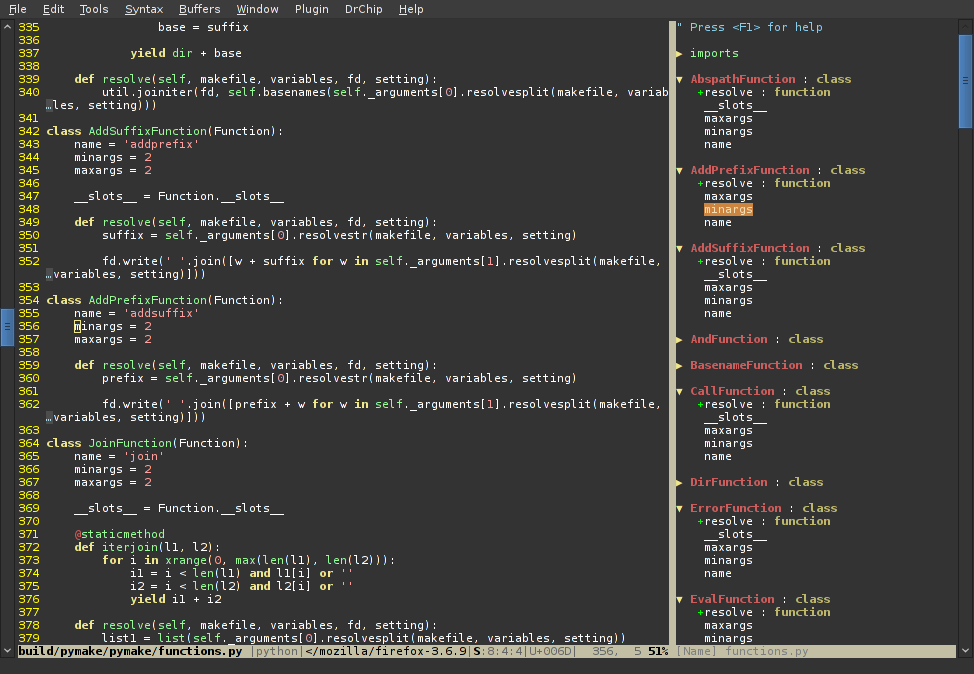 File Edit Tools Syntax Buffers Window Plugin DrChip Help
335                 base = suffix
336
337             yield dir + base
338
339     def resolve(self, makefile, variables, fd, setting):
340         util.joiniter(fd, self.basenames(self._arguments[0].resolvesplit(makefile, variab
…les, setting)))
341
342 class AddSuffixFunction(Function):
343     name = 'addprefix'
344     minargs = 2
345     maxargs = 2
346
347     __slots__ = Function.__slots__
348
349     def resolve(self, makefile, variables, fd, setting):
350         suffix = self._arguments[0].resolvestr(makefile, variables, setting)
351
352         fd.write(' '.join([w + suffix for w in self._arguments[1].resolvesplit(makefile,
…variables, setting)]))
353
354 class AddPrefixFunction(Function):
355     name = 'addsuffix'
356     minargs = 2
357     maxargs = 2
358
359     def resolve(self, makefile, variables, fd, setting):
360         prefix = self._arguments[0].resolvestr(makefile, variables, setting)
361
362         fd.write(' '.join([prefix + w for w in self._arguments[1].resolvesplit(makefile,
…variables, setting)]))
363
364 class JoinFunction(Function):
365     name = 'join'
366     minargs = 2
367     maxargs = 2
368
369     __slots__ = Function.__slots__
370
371     @staticmethod
372     def iterjoin(l1, l2):
373         for i in xrange(0, max(len(l1), len(l2))):
374             i1 = i < len(l1) and l1[i] or ''
375             i2 = i < len(l2) and l2[i] or ''
376             yield i1 + i2
377
378     def resolve(self, makefile, variables, fd, setting):
379         list1 = list(self._arguments[0].resolvesplit(makefile, variables, setting))
build/pymake/pymake/functions.py |python|</mozilla/firefox-3.6.9|S:8:4:4|U+006D|  356,  5 51%
" Press <F1> for help
▶ imports
▼ AbspathFunction : class
+resolve : function
__slots__
maxargs
minargs
name
▼ AddPrefixFunction : class
+resolve : function
maxargs
minargs
name
▼ AddSuffixFunction : class
+resolve : function
__slots__
maxargs
minargs
name
▶ AndFunction : class
▶ BasenameFunction : class
▼ CallFunction : class
+resolve : function
__slots__
maxargs
minargs
name
▶ DirFunction : class
▼ ErrorFunction : class
+resolve : function
__slots__
maxargs
minargs
name
▼ EvalFunction : class
+resolve : function
maxargs
minargs
[Name] functions.py